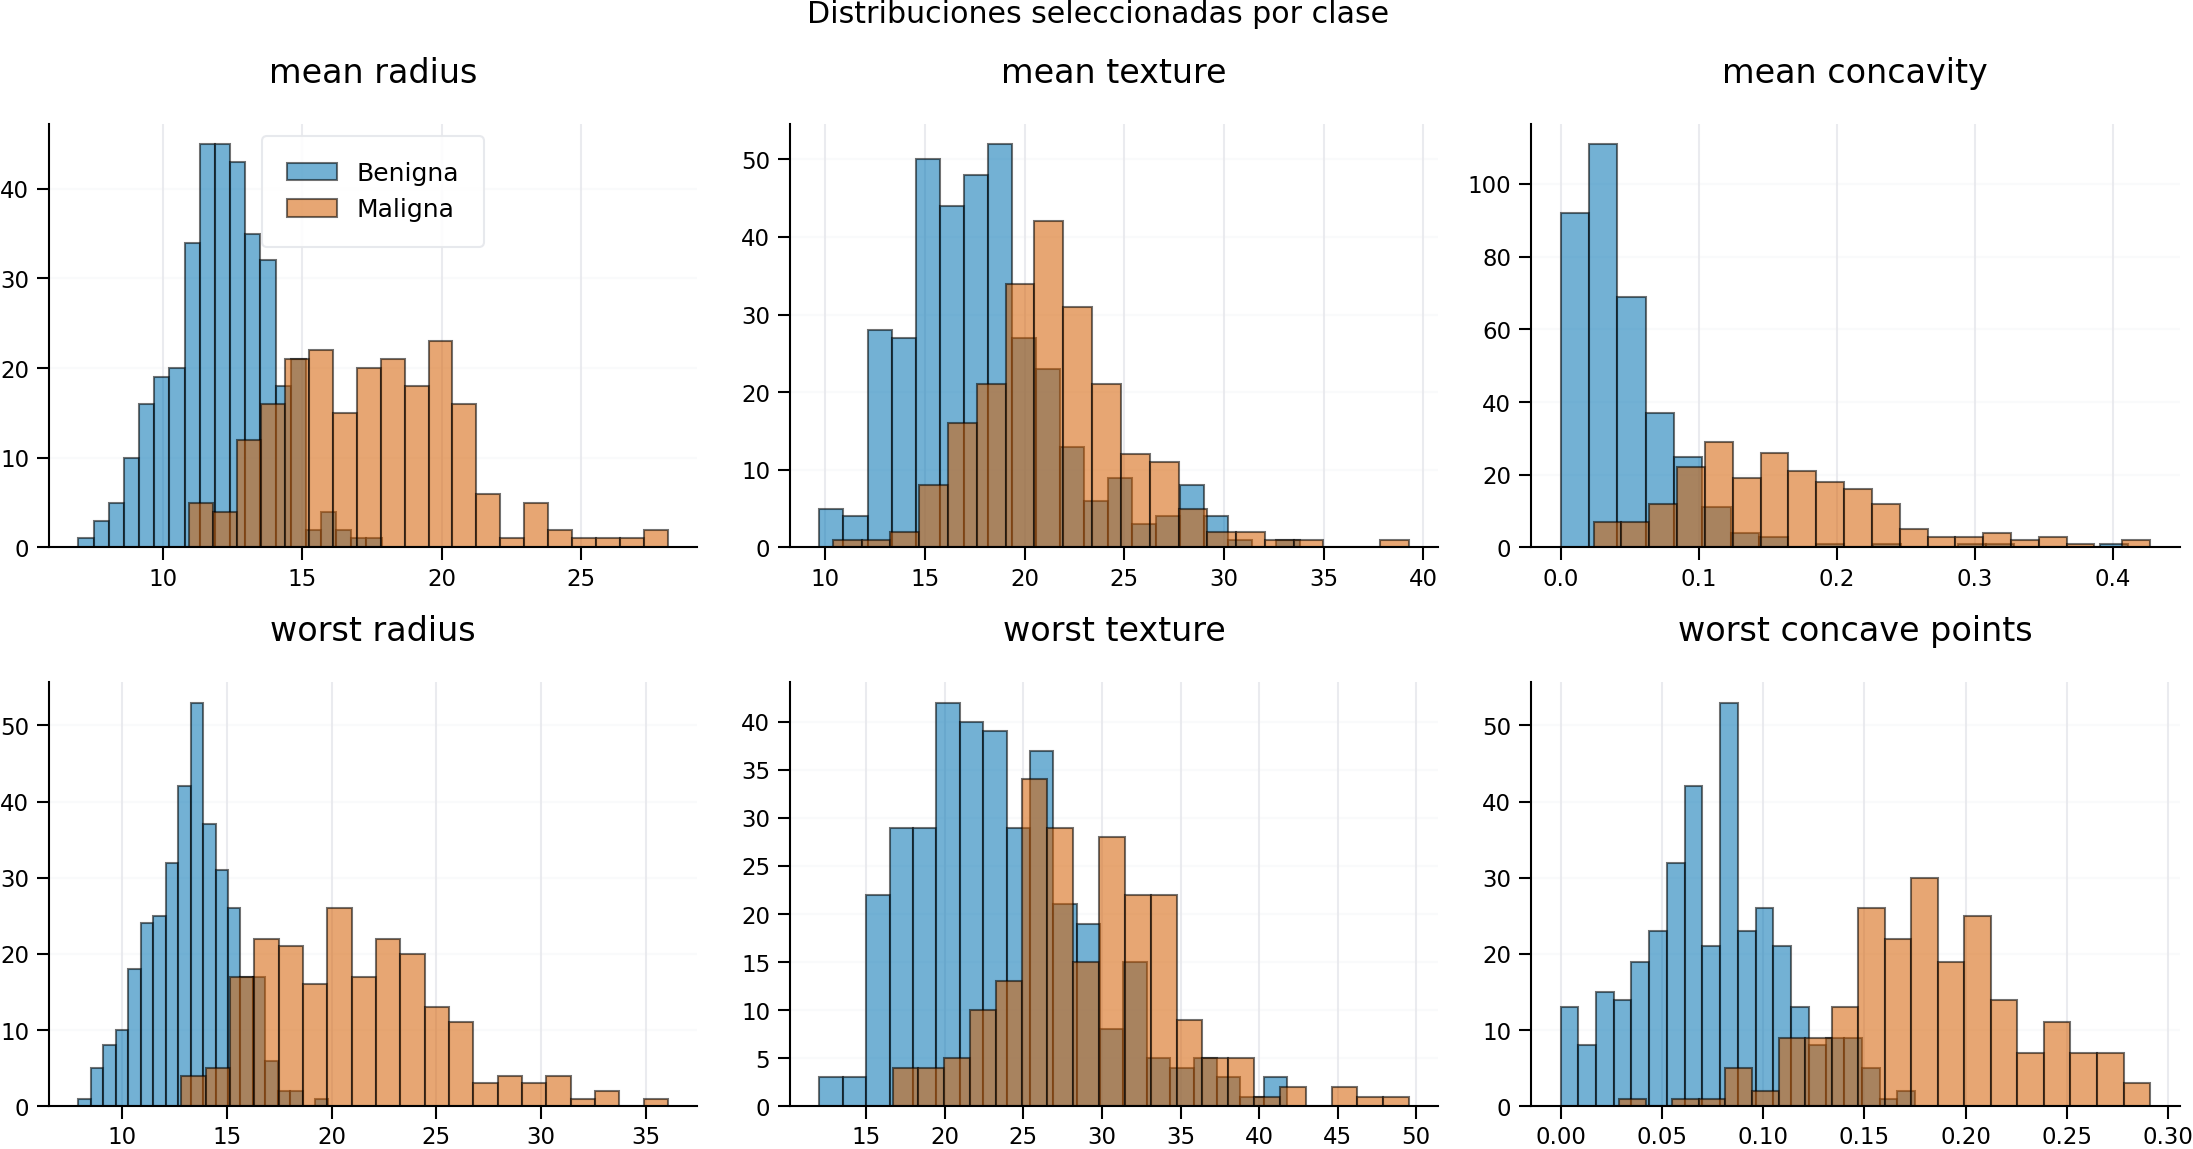 Distribuciones seleccionadas por clase
mean radius
Benigna
Maligna
40
30
20
10
0
10 15 20 25
mean texture
50
40
30
20
10
0
10 15 20 25 30 35 40
mean concavity
100
80
60
40
20
0
0.0 0.1 0.2 0.3 0.4
worst radius
50
40
30
20
10
0
10 15 20 25 30 35
worst texture
40
35
30
25
20
15
10
5
0
15 20 25 30 35 40 45 50
worst concave points
50
40
30
20
10
0
0.00 0.05 0.10 0.15 0.20 0.25 0.30